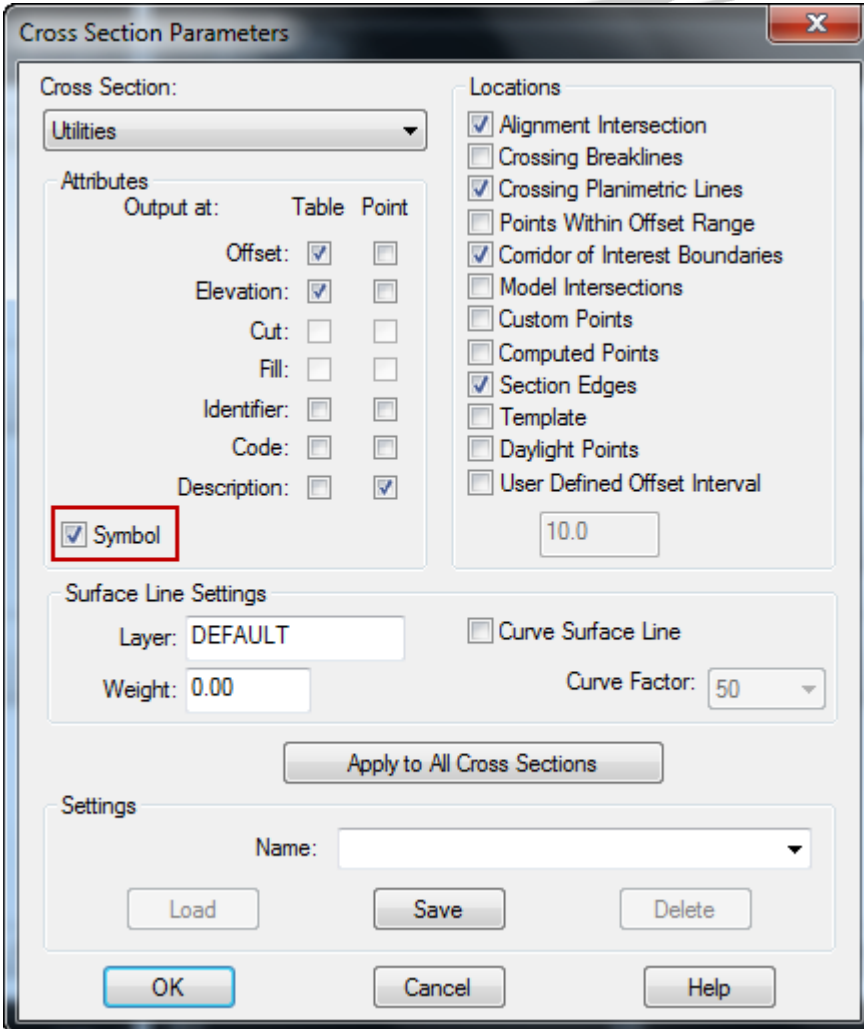 Cross Section Parameters
Cross Section:
Utilities
Attributes
Output at: Table Point
Offset:
Elevation:
Cut:
Fill:
Identifier:
Code:
Description:
Symbol
Locations
Alignment Intersection
Crossing Breaklines
Crossing Planimetric Lines
Points Within Offset Range
Corridor of Interest Boundaries
Model Intersections
Custom Points
Computed Points
Section Edges
Template
Daylight Points
User Defined Offset Interval
10.0
Surface Line Settings
Layer: DEFAULT
Weight: 0.00
Curve Surface Line
Curve Factor: 50
Apply to All Cross Sections
Settings
Name:
Load Save Delete
OK Cancel Help